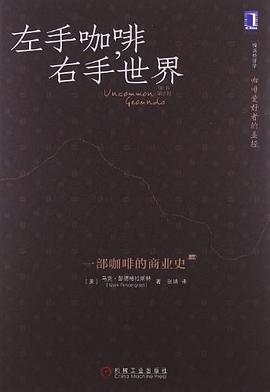 左手咖啡,
右手世界
Uncommon
Grounds
咖啡爱好者的圣经
一部咖啡的商业史
[美] 马克·彭德格拉斯特 著 张瑞 译
(Mark Pendergrast)
机械工业出版社
China Machine Press